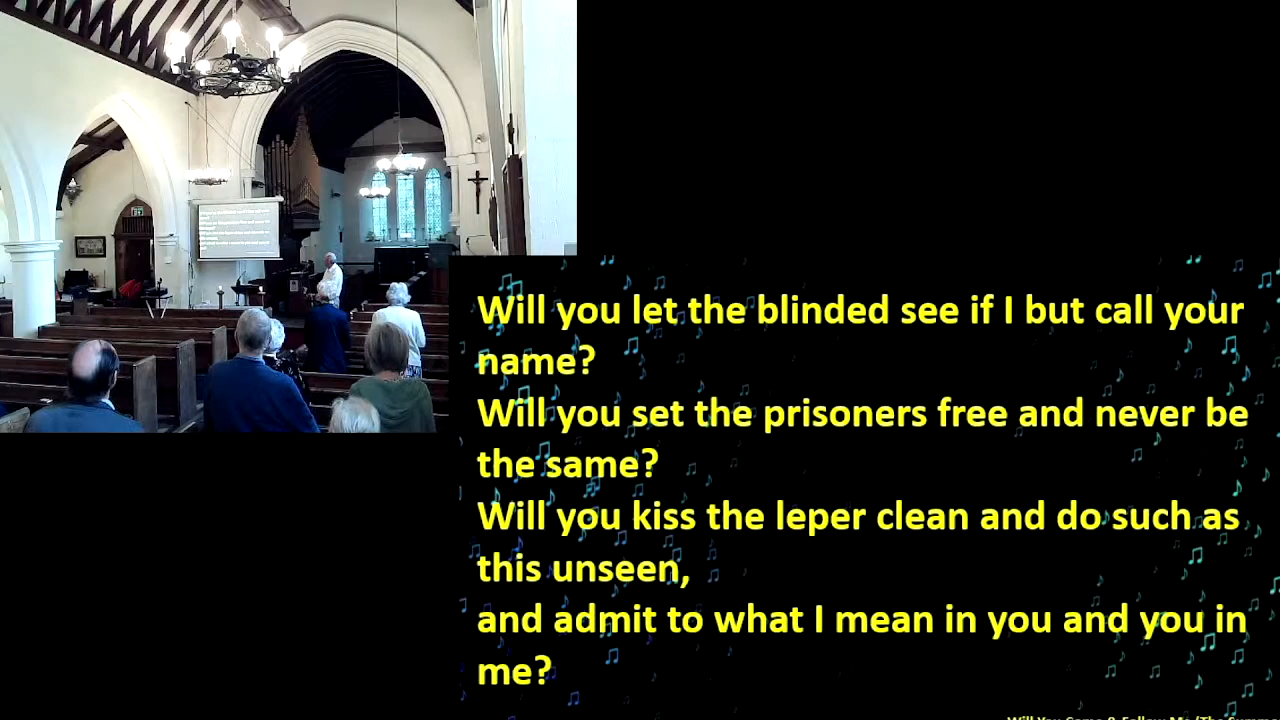 Will you let the blinded see if I but call your
name?
Will you set the prisoners free and never be
the same?
Will you kiss the leper clean and do such as
this unseen,
and admit to what I mean in you and you in
me?